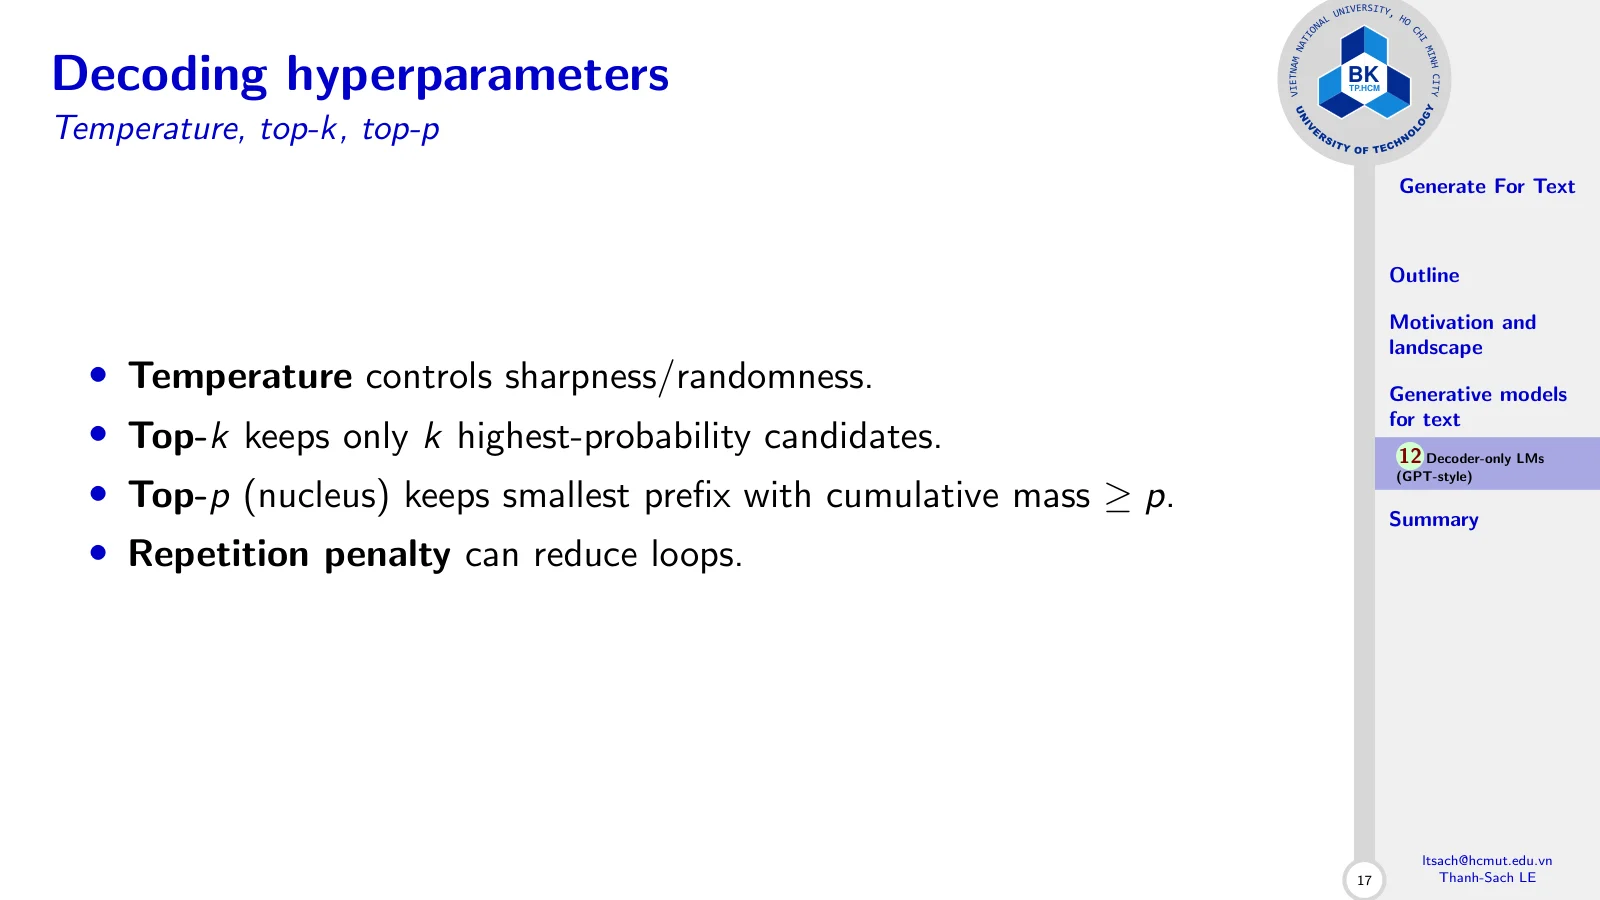 Decoding hyperparameters
Temperature, top-k, top-p
• Temperature controls sharpness/randomness.
• Top-k keeps only k highest-probability candidates.
• Top-p (nucleus) keeps smallest prefix with cumulative mass ≥ p.
• Repetition penalty can reduce loops.
VIETNAM NATIONAL UNIVERSITY, HO CHI MINH CITY
BK
TP.HCM
UNIVERSITY OF TECHNOLOGY
Generate For Text
Outline
Motivation and
landscape
Generative models
for text
12 Decoder-only LMs
(GPT-style)
Summary
ltsach@hcmut.edu.vn
Thanh-Sach LE
17